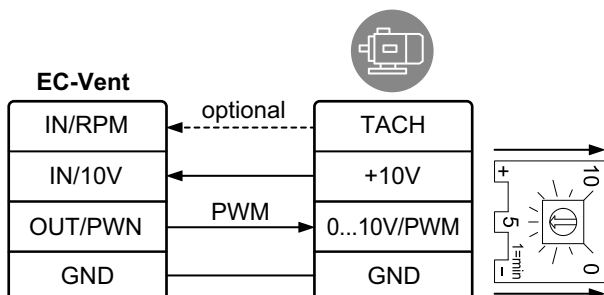 EC-Vent
IN/RPM
optional
TACH
IN/10V
+10V
OUT/PWN
PWM
0...10V/PWM
GND
GND
+
5
1=min
-
10
0